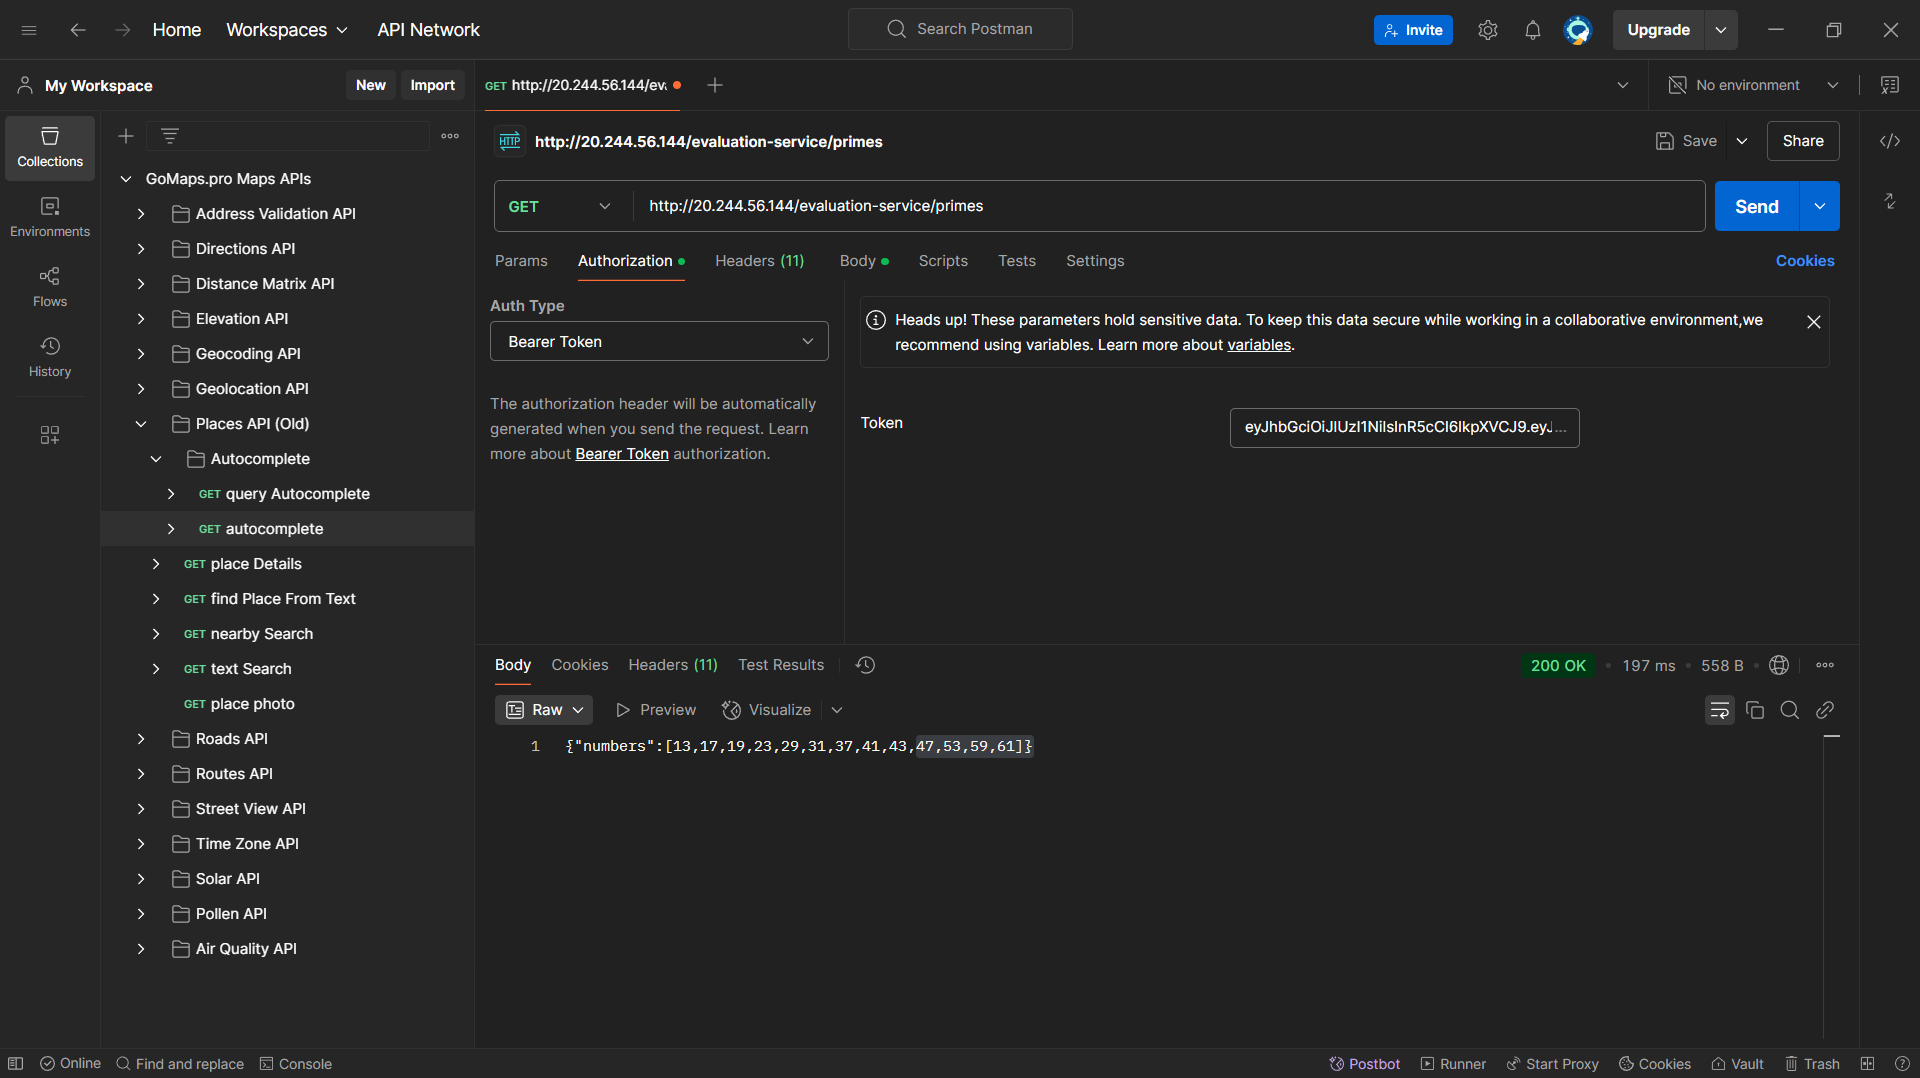 Home
Workspaces
API Network
Search Postman
Invite
Upgrade
My Workspace
New
Import
GET http://20.244.56.144/ev
No environment
Collections
Environments
Flows
History
GoMaps.pro Maps APIs
Address Validation API
Directions API
Distance Matrix API
Elevation API
Geocoding API
Geolocation API
Places API (Old)
Autocomplete
GET query Autocomplete
GET autocomplete
GET place Details
GET find Place From Text
GET nearby Search
GET text Search
GET place photo
Roads API
Routes API
Street View API
Time Zone API
Solar API
Pollen API
Air Quality API
HTTP http://20.244.56.144/evaluation-service/primes
Save
Share
GET http://20.244.56.144/evaluation-service/primes
Send
Params
Authorization
Headers (11)
Body
Scripts
Tests
Settings
Cookies
Auth Type
Bearer Token
The authorization header will be automatically
generated when you send the request. Learn
more about Bearer Token authorization.
Heads up! These parameters hold sensitive data. To keep this data secure while working in a collaborative environment,we
recommend using variables. Learn more about variables.
Token
eyJhbGciOiJIUzI1NiIsInR5cCI6IkpXVCJ9.eyJ...
Body
Cookies
Headers (11)
Test Results
200 OK
197 ms
558 B
Raw
Preview
Visualize
1 {"numbers":[13,17,19,23,29,31,37,41,43,47,53,59,61]}
Online
Find and replace
Console
Postbot
Runner
Start Proxy
Cookies
Vault
Trash